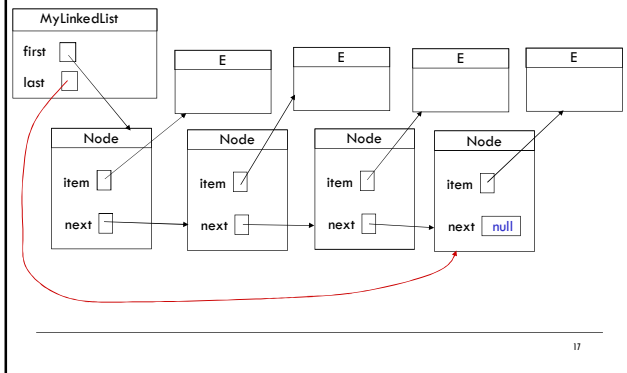 MyLinkedList
first
last
E
E
E
E
Node
item
next
Node
item
next
Node
item
next
Node
item
next null
17